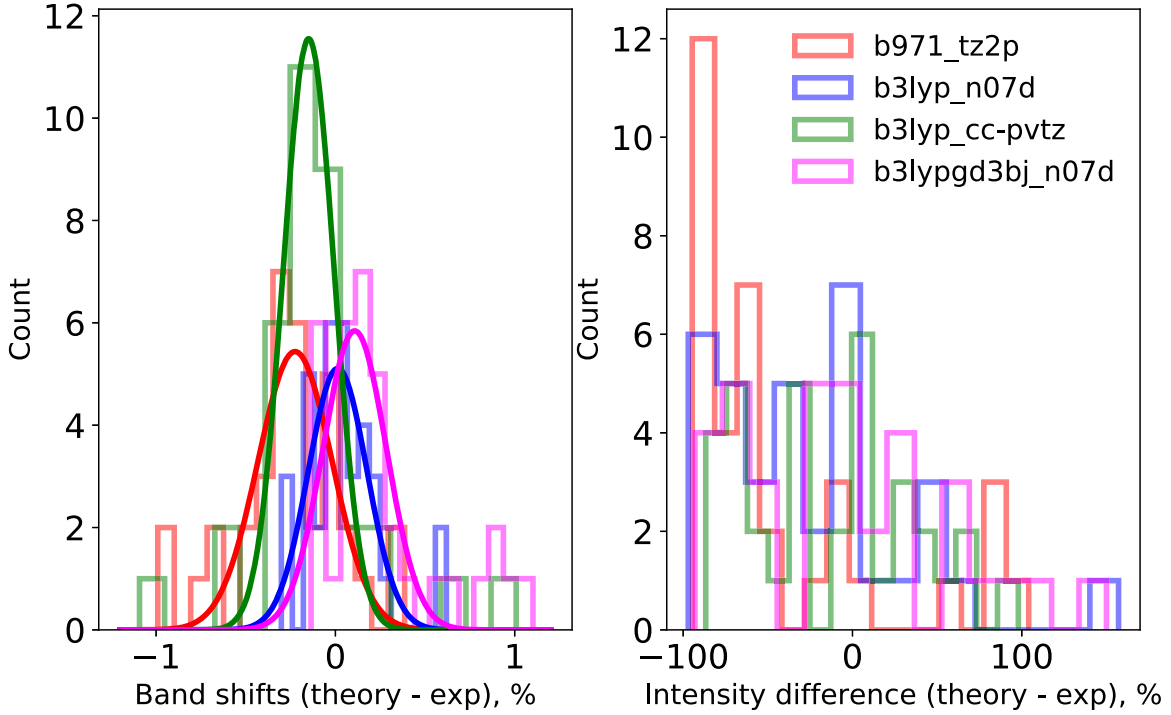 12
10
8
6
4
2
0
Count
−1
0
1
Band shifts (theory - exp), %
12
10
8
6
4
2
0
Count
−100
0
100
Intensity difference (theory - exp), %
b971_tz2p
b3lyp_n07d
b3lyp_cc-pvtz
b3lypgd3bj_n07d